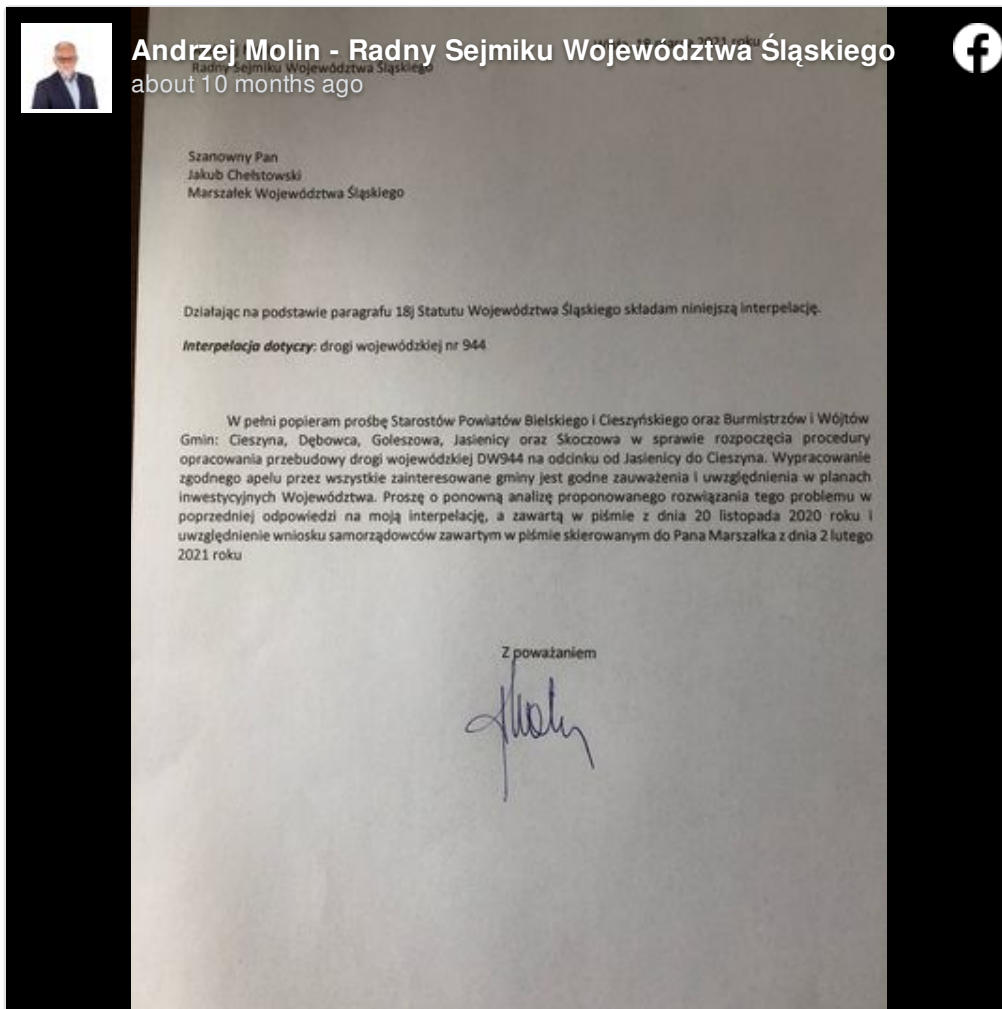 Andrzej Molin - Radny Sejmiku Województwa Śląskiego
2021 roku
Radny Sejmiku Województwa Śląskiego
about 10 months ago
Szanowny Pan
Jakub Chełstowski
Marszałek Województwa Śląskiego
Działając na podstawie paragrafu 18j Statutu Województwa Śląskiego składam niniejszą interpelację.
Interpelacja dotyczy: drogi wojewódzkiej nr 944
W pełni popieram prośbę Starostów Powiatów Bielskiego i Cieszyńskiego oraz Burmistrzów i Wójtów
Gmin: Cieszyna, Dębowca, Goleszowa, Jasienicy oraz Skoczowa w sprawie rozpoczęcia procedury
opracowania przebudowy drogi wojewódzkiej DW944 na odcinku od Jasienicy do Cieszyna. Wypracowanie
zgodnego apelu przez wszystkie zainteresowane gminy jest godne zauważenia i uwzględnienia w planach
inwestycyjnych Województwa. Proszę o ponowną analizę proponowanego rozwiązania tego problemu w
poprzedniej odpowiedzi na moją interpelację, a zawartą w piśmie z dnia 20 listopada 2020 roku i
uwzględnienie wniosku samorządowców zawartym w piśmie skierowanym do Pana Marszałka z dnia 2 lutego
2021 roku
Z poważaniem